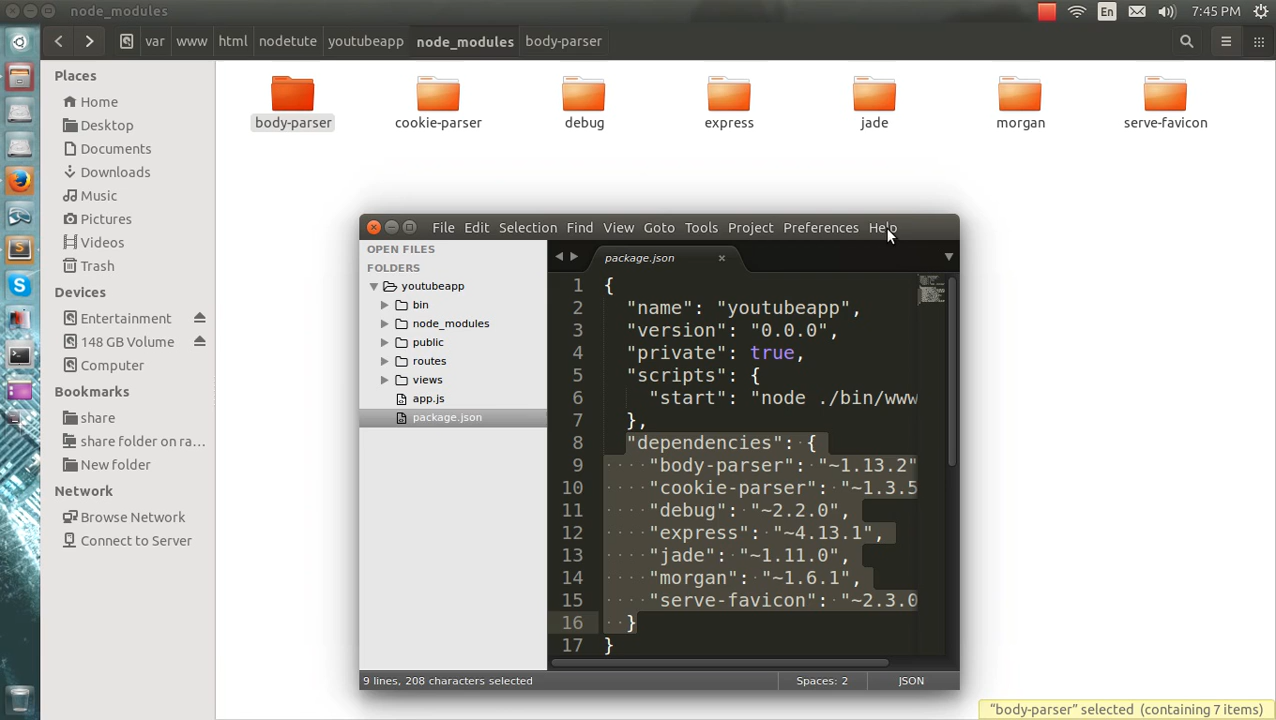 node_modules
En
7:45 PM
var www html nodetute youtubeapp node_modules body-parser
Places
Home
Desktop
Documents
Downloads
Music
Pictures
Videos
Trash
Devices
Entertainment
148 GB Volume
Computer
Bookmarks
share
share folder on ra...
New folder
Network
Browse Network
Connect to Server
body-parser cookie-parser debug express jade morgan serve-favicon
File Edit Selection Find View Goto Tools Project Preferences Help
OPEN FILES
FOLDERS
youtubeapp
bin
node_modules
public
routes
views
app.js
package.json
package.json
1 {
2 "name": "youtubeapp",
3 "version": "0.0.0",
4 "private": true,
5 "scripts": {
6 "start": "node ./bin/www
7 },
8 "dependencies": {
9 "body-parser": "~1.13.2"
10 "cookie-parser": "~1.3.5
11 "debug": "~2.2.0",
12 "express": "~4.13.1",
13 "jade": "~1.11.0",
14 "morgan": "~1.6.1",
15 "serve-favicon": "~2.3.0
16 }
17 }
9 lines, 208 characters selected
Spaces: 2
JSON
"body-parser" selected (containing 7 items)